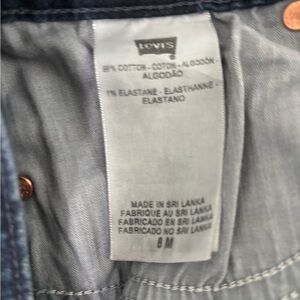 LEVI'S
99% COTTON - COTON - ALGODÓN -
ALGODÃO
1% ELASTANE - ELASTHANNE -
ELASTANO
MADE IN SRI LANKA
FABRIQUE AU SRI LANKA
FABRICADO EN SRI LANKA
FABRICADO NO SRI LANKA
8 M